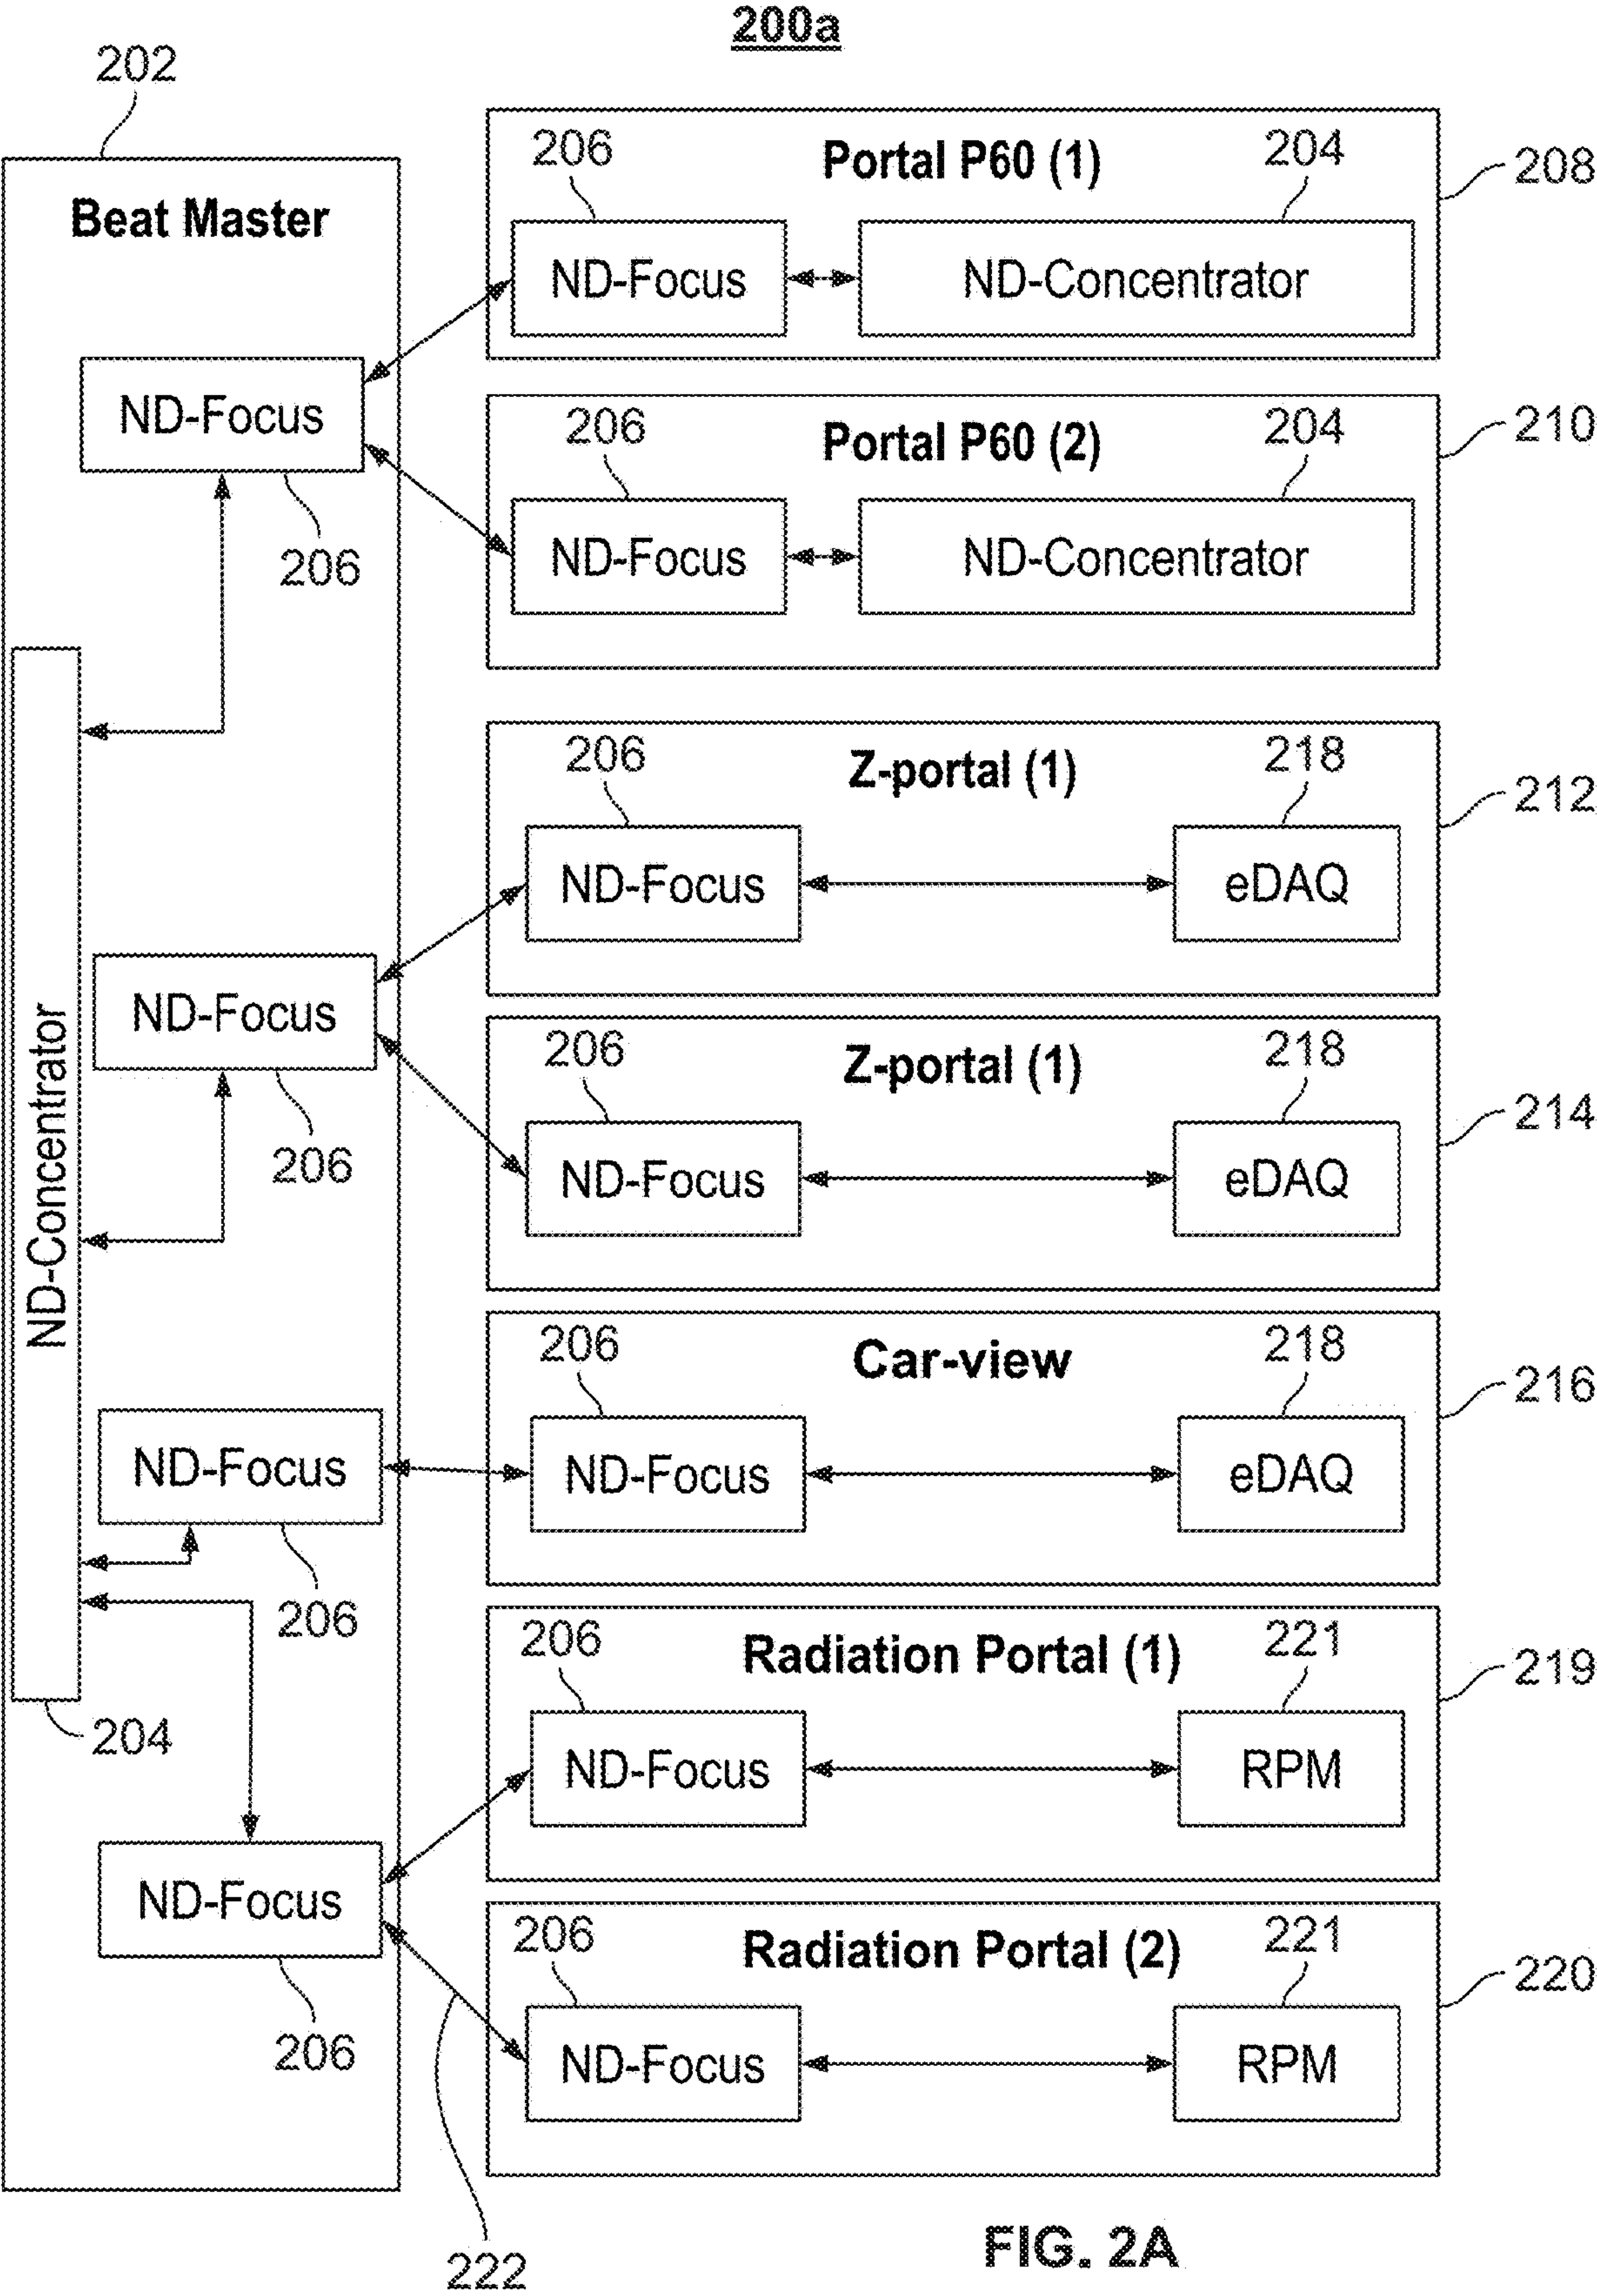 200a
202
Beat Master
ND-Focus
206
ND-Concentrator
204
ND-Focus
206
ND-Focus
206
ND-Focus
206
222
Portal P60 (1)
206
204
208
ND-Focus
ND-Concentrator
Portal P60 (2)
206
204
210
ND-Focus
ND-Concentrator
Z-portal (1)
206
218
212
ND-Focus
eDAQ
Z-portal (1)
206
218
214
ND-Focus
eDAQ
Car-view
206
218
216
ND-Focus
eDAQ
Radiation Portal (1)
206
221
219
ND-Focus
RPM
Radiation Portal (2)
206
221
220
ND-Focus
RPM
FIG. 2A